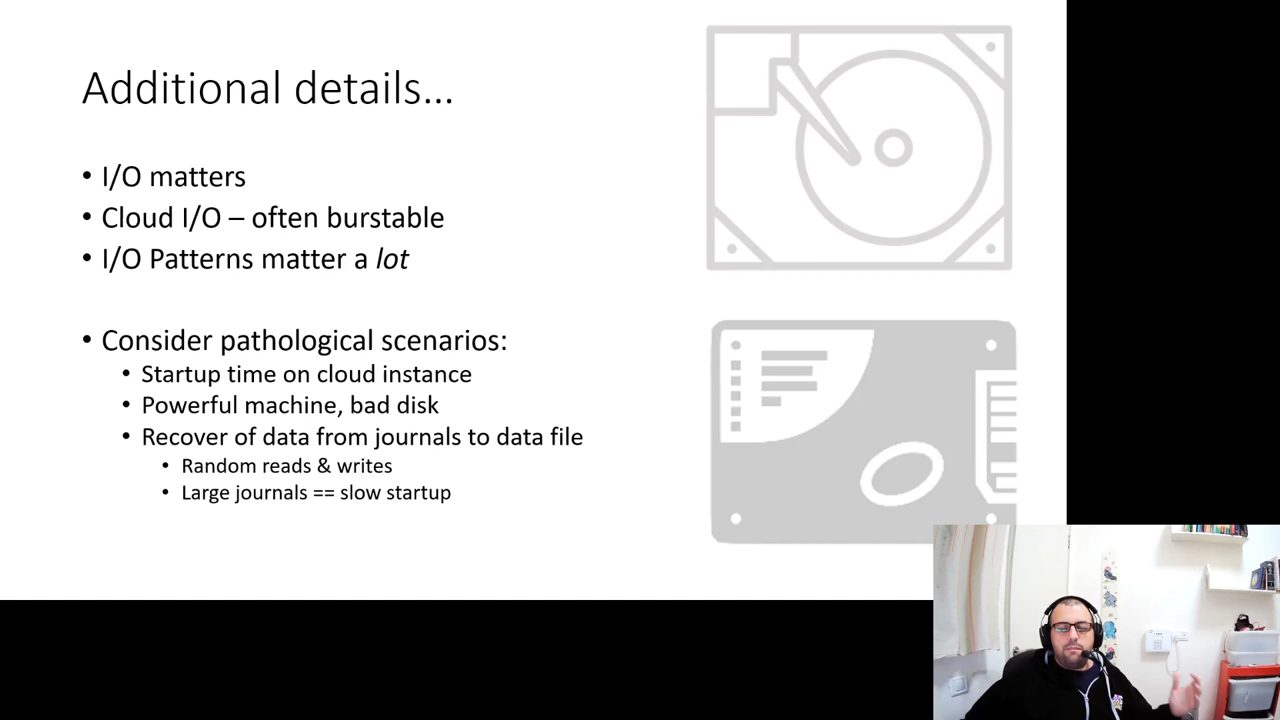 Additional details...
• I/O matters
• Cloud I/O – often burstable
• I/O Patterns matter a lot
• Consider pathological scenarios:
• Startup time on cloud instance
• Powerful machine, bad disk
• Recover of data from journals to data file
• Random reads & writes
• Large journals == slow startup